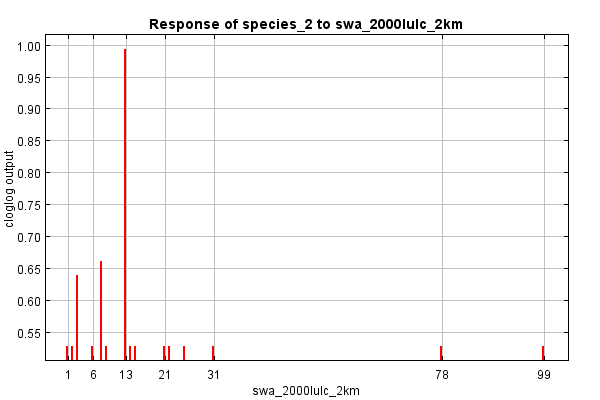 Response of species_2 to swa_2000lulc_2km
1.00
0.95
0.90
0.85
0.80
0.75
0.70
0.65
0.60
0.55
cloglog output
1 6 13 21 31 78 99
swa_2000lulc_2km